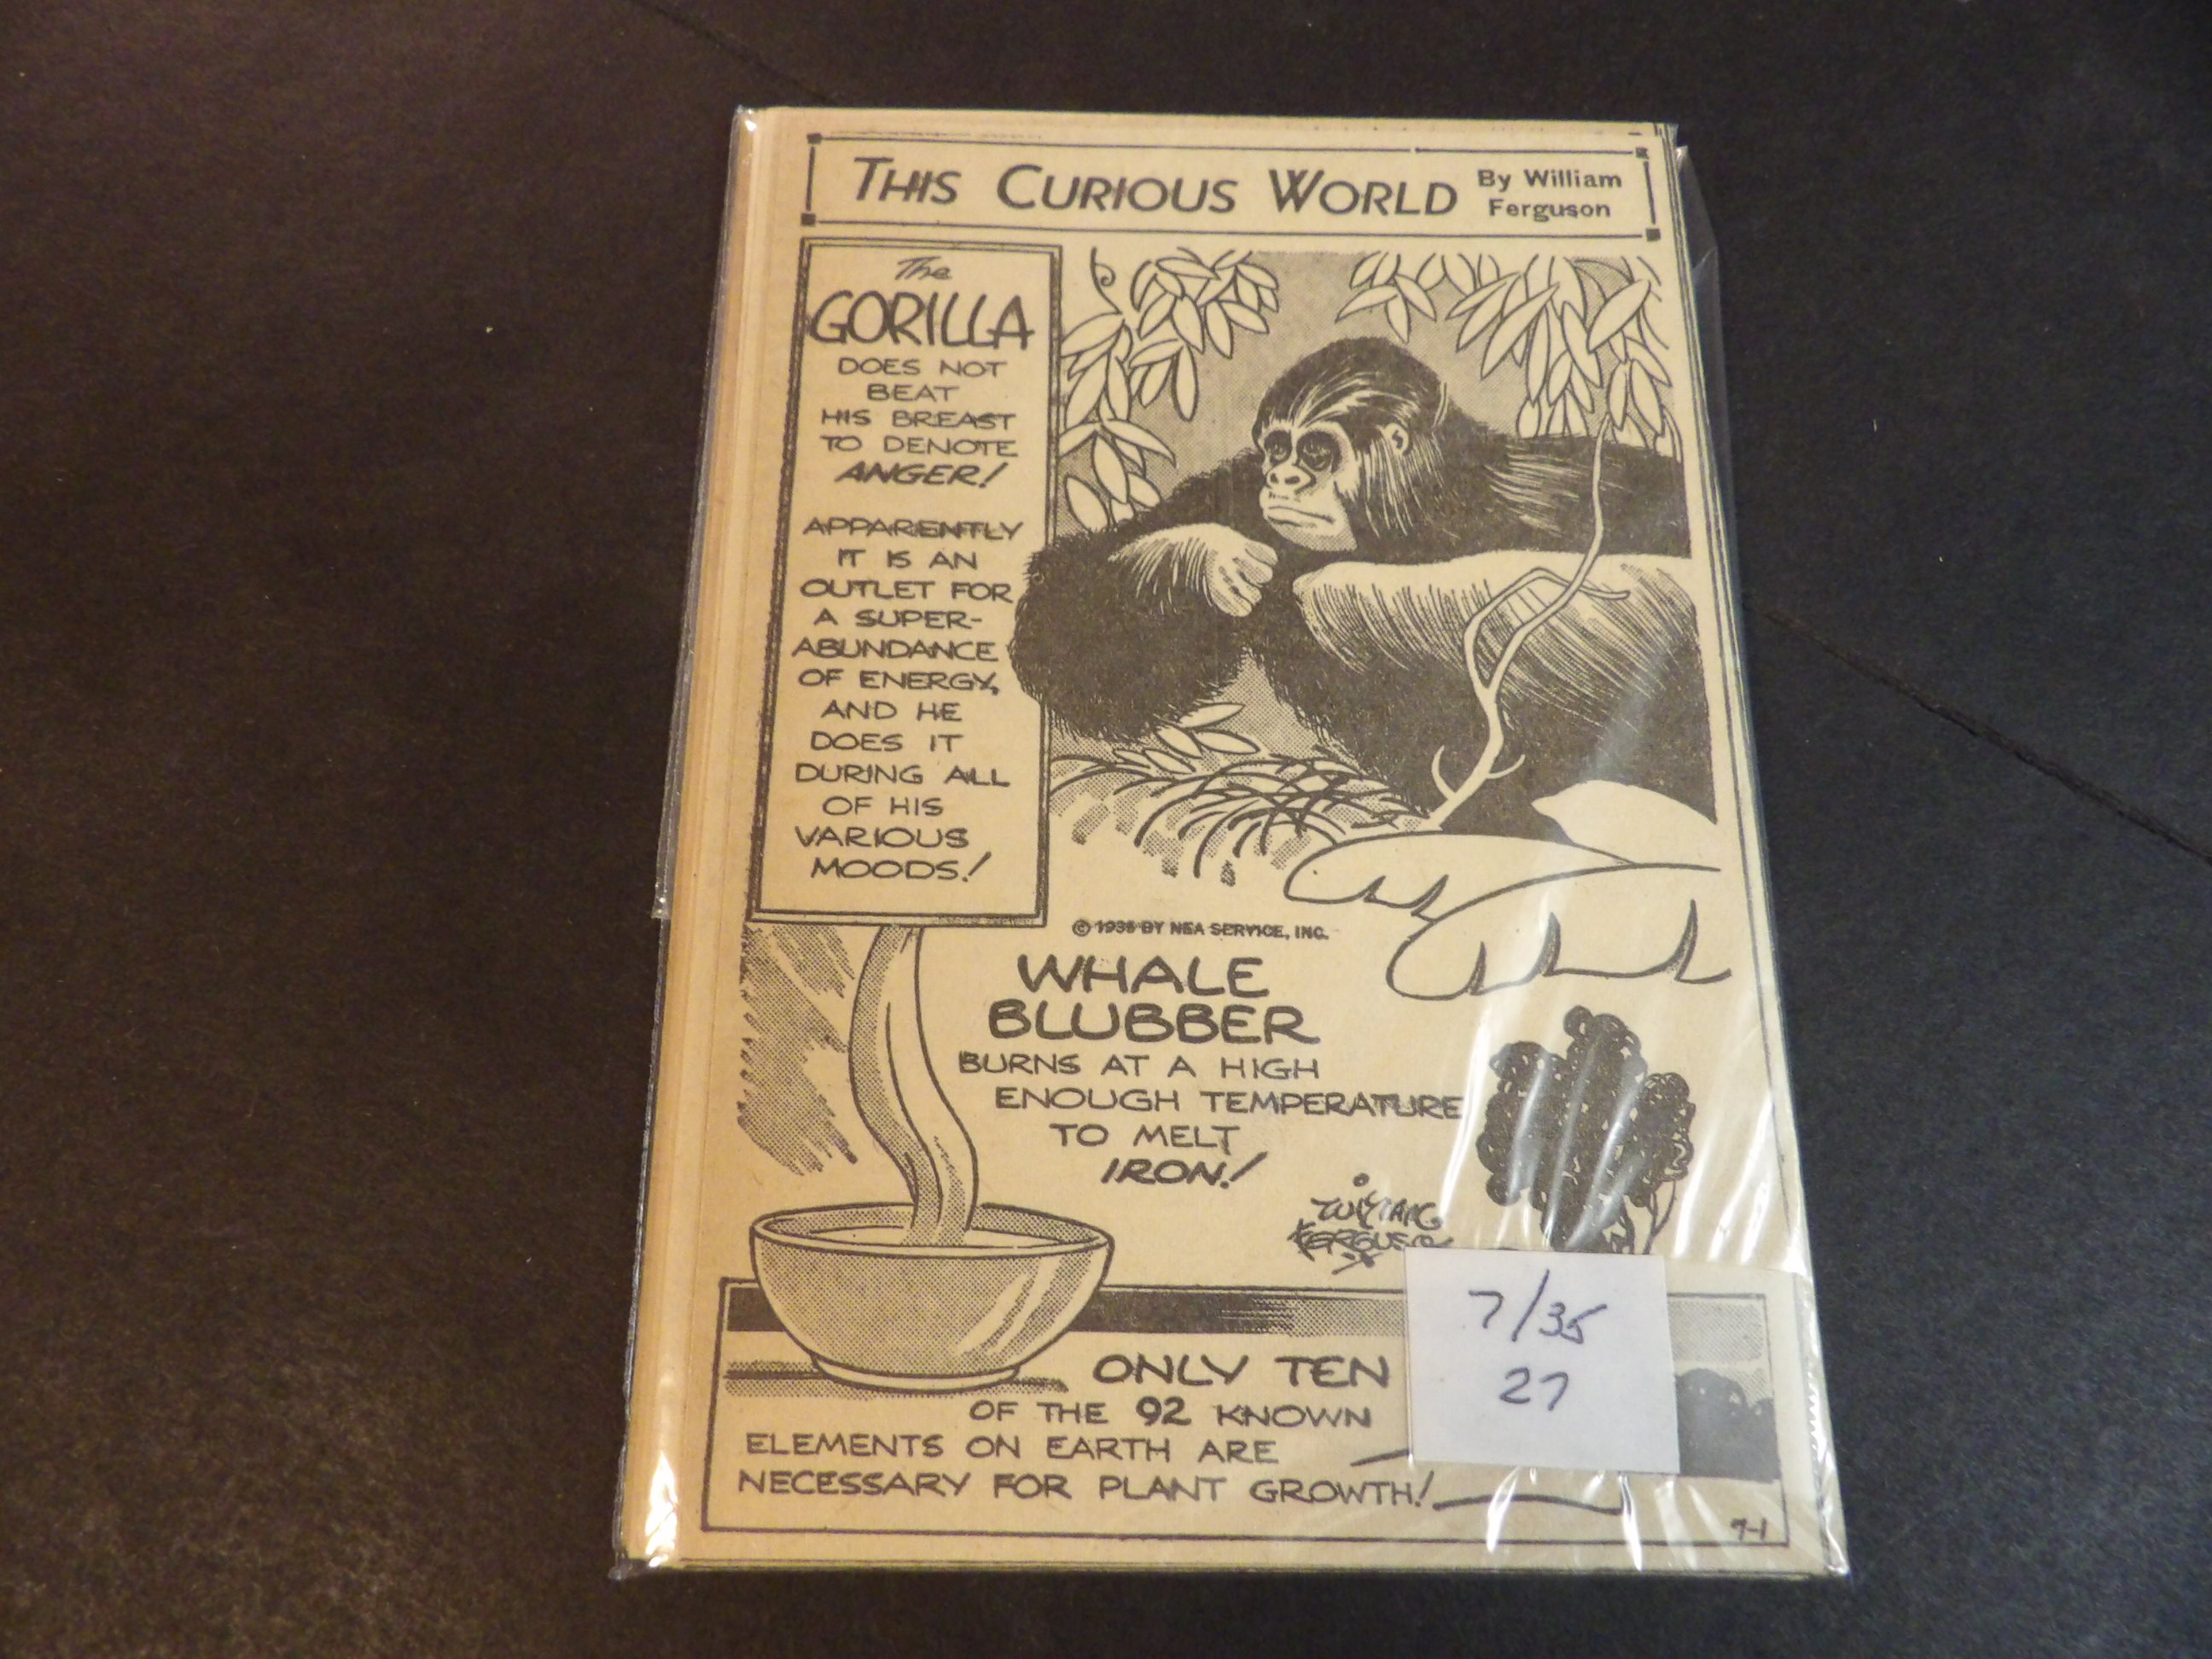 THIS CURIOUS WORLD
By William
Ferguson
The
GORILLA
DOES NOT
BEAT
HIS BREAST
TO DENOTE
ANGER!
APPARENTLY
IT IS AN
OUTLET FOR
A SUPER-
ABUNDANCE
OF ENERGY,
AND HE
DOES IT
DURING ALL
OF HIS
VARIOUS
MOODS!
© 1935 BY NEA SERVICE, INC.
WHALE
BLUBBER
BURNS AT A HIGH
ENOUGH TEMPERATURE
TO MELT
IRON!
WILLIAM
FERGUSON
7/35
27
ONLY TEN
OF THE 92 KNOWN
ELEMENTS ON EARTH ARE
NECESSARY FOR PLANT GROWTH!
7-1